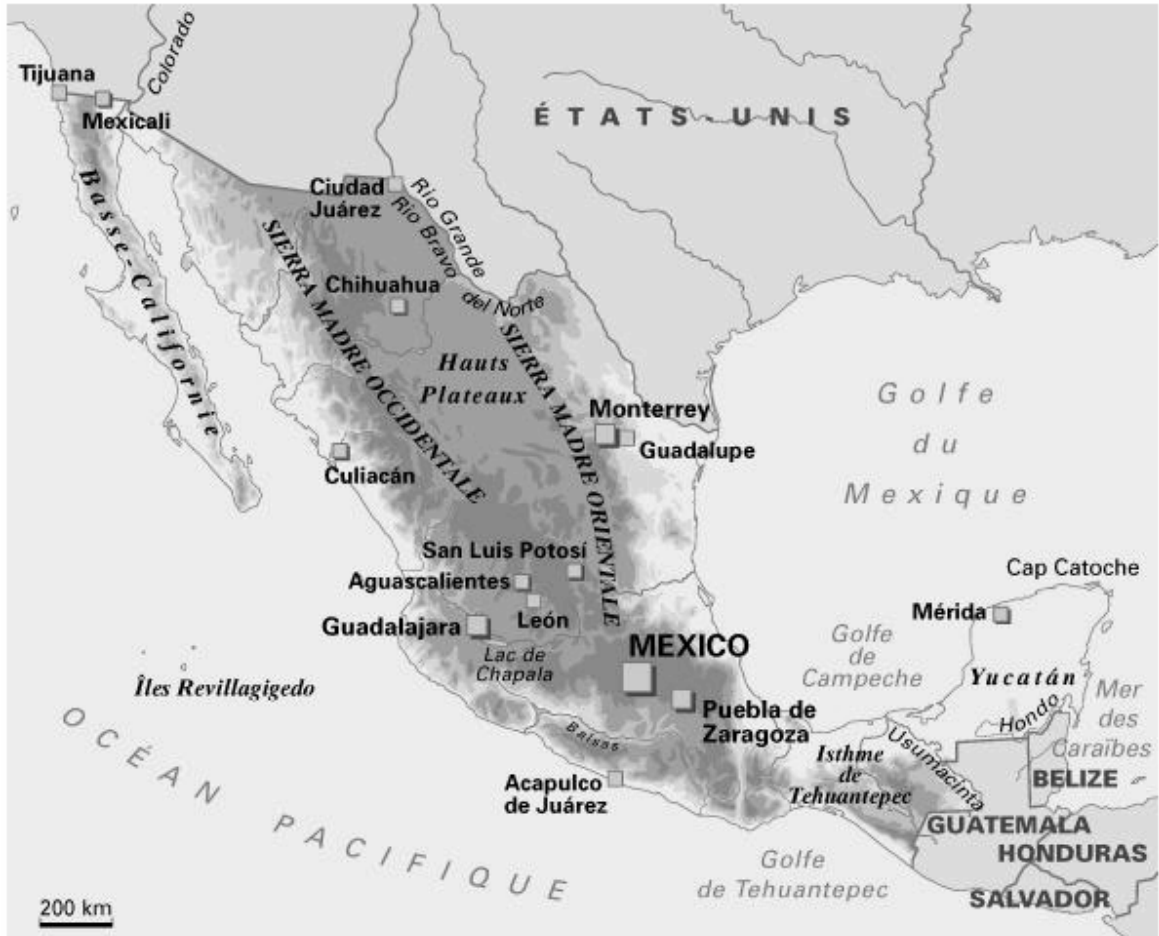 Tijuana
Colorado
Mexicali
ÉTATS-UNIS
Basse-Californie
Ciudad
Juárez
Río Grande
Río Bravo
del Norte
SIERRA MADRE OCCIDENTALE
Chihuahua
SIERRA MADRE ORIENTALE
Hauts
Plateaux
Monterrey
Guadalupe
Golfe
du
Mexique
Culiacán
San Luis Potosí
Aguascalientes
León
Guadalajara
Cap Catoche
Mérida
MEXICO
Lac de
Chapala
Golfe
de
Campeche
Yucatán
Îles Revillagigedo
Puebla de
Zaragoza
Hondo
Mer
des
Caraïbes
Balsas
Isthme
de
Tehuantepec
Usumacinta
BELIZE
Acapulco
de Juárez
OCÉAN PACIFIQUE
GUATEMALA
HONDURAS
Golfe
de Tehuantepec
SALVADOR
200 km